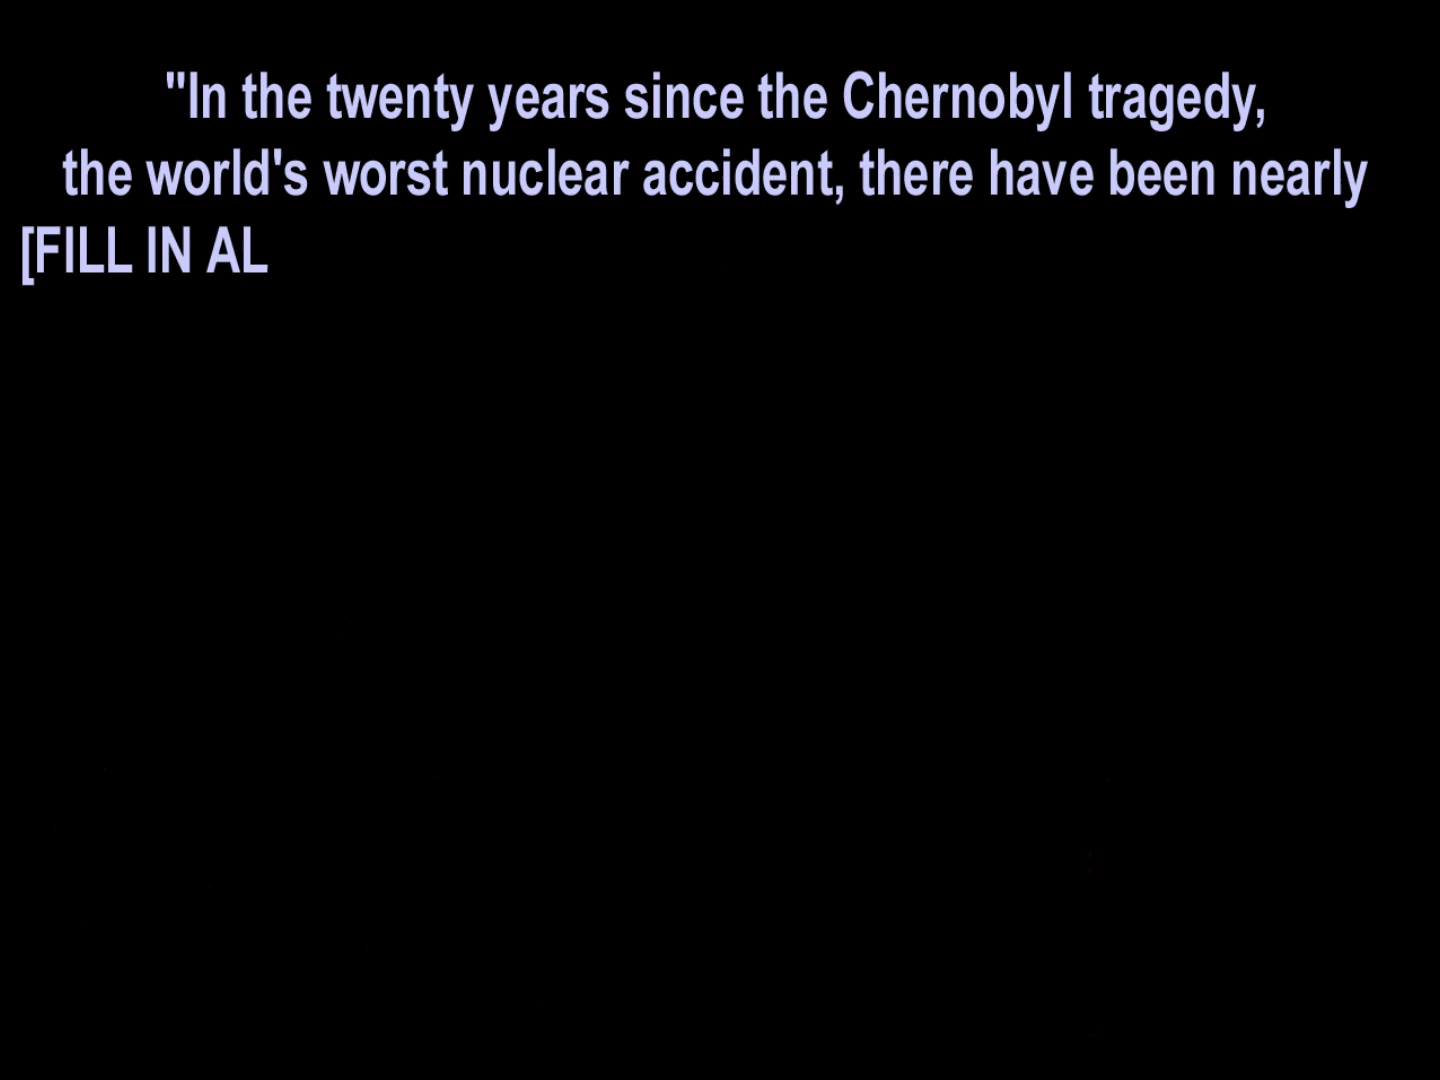 "In the twenty years since the Chernobyl tragedy,
the world's worst nuclear accident, there have been nearly
[FILL IN AL